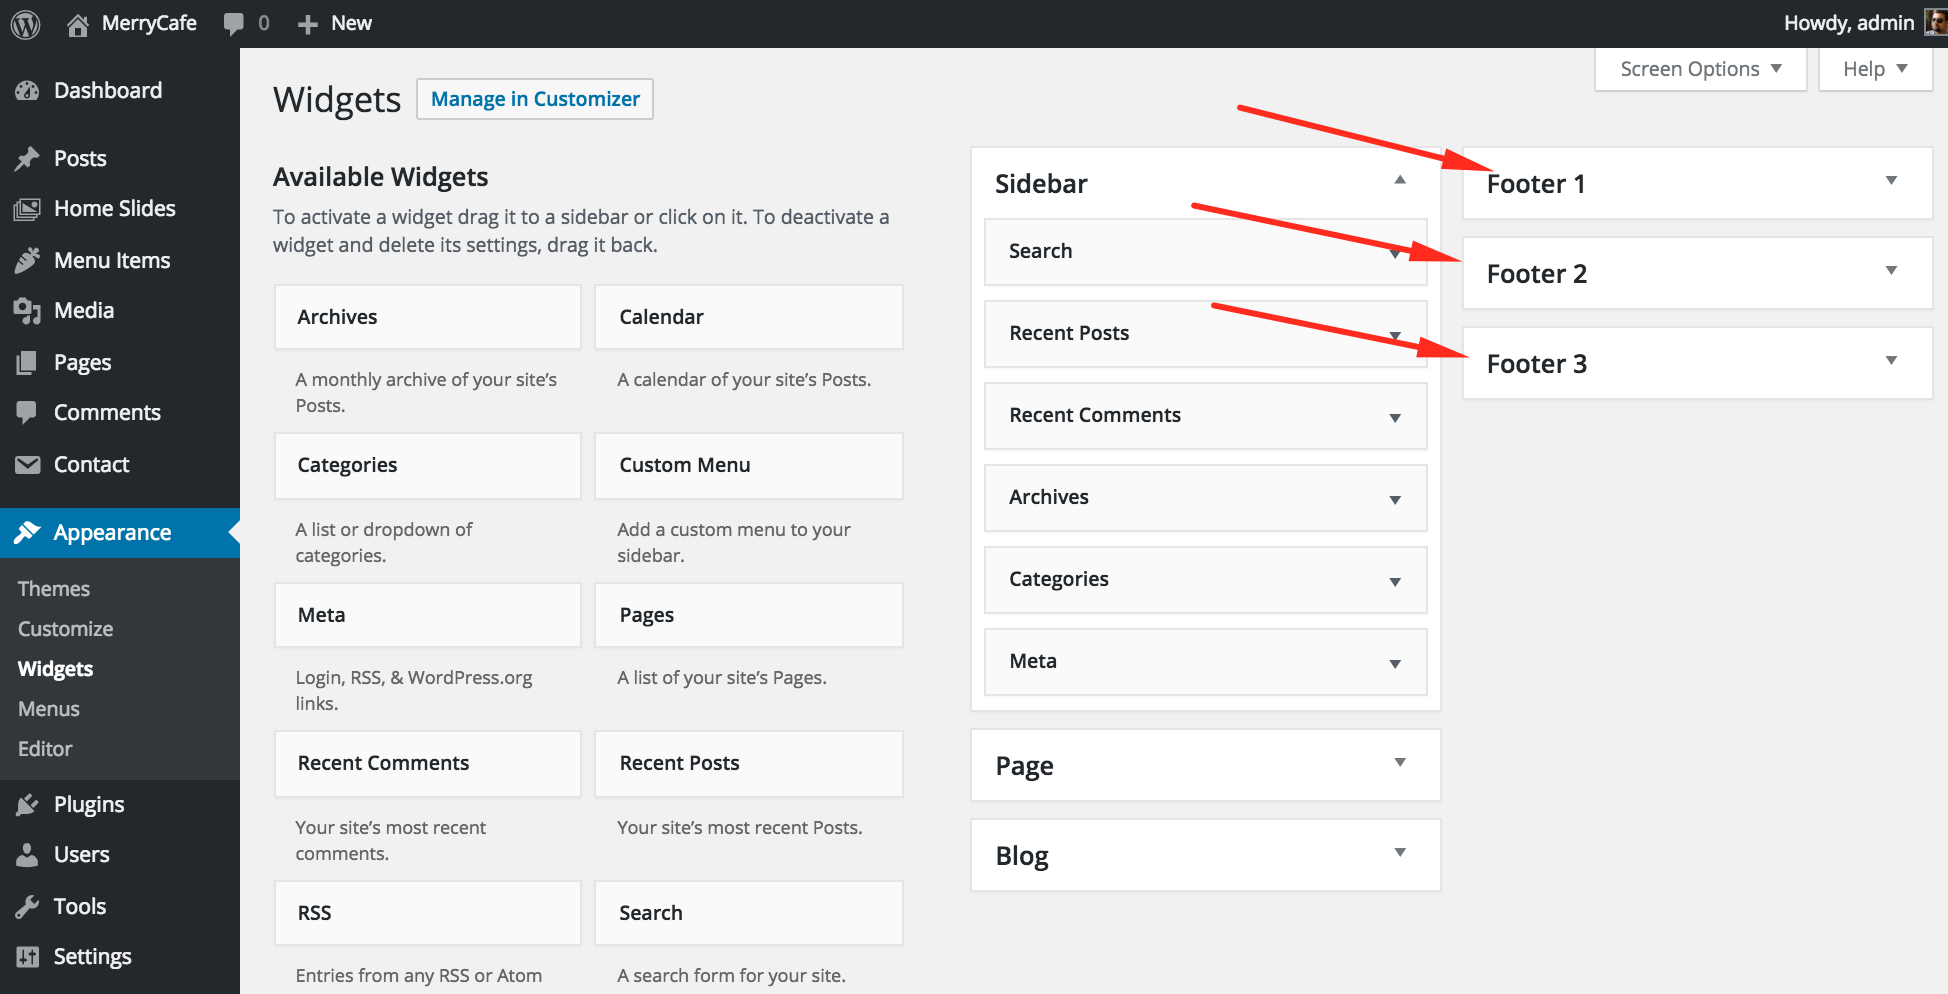 MerryCafe 0 New Howdy, admin
Dashboard
Posts
Home Slides
Menu Items
Media
Pages
Comments
Contact
Appearance
Themes
Customize
Widgets
Menus
Editor
Plugins
Users
Tools
Settings
Screen Options Help
Widgets Manage in Customizer
Available Widgets
To activate a widget drag it to a sidebar or click on it. To deactivate a
widget and delete its settings, drag it back.
Archives
A monthly archive of your site’s
Posts.
Calendar
A calendar of your site’s Posts.
Categories
A list or dropdown of
categories.
Custom Menu
Add a custom menu to your
sidebar.
Meta
Login, RSS, & WordPress.org
links.
Pages
A list of your site’s Pages.
Recent Comments
Your site’s most recent
comments.
Recent Posts
Your site’s most recent Posts.
RSS
Entries from any RSS or Atom
Search
A search form for your site.
Sidebar
Search
Recent Posts
Recent Comments
Archives
Categories
Meta
Page
Blog
Footer 1
Footer 2
Footer 3